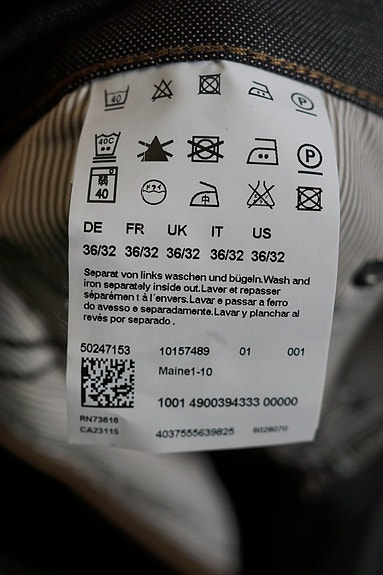 40
P
40C
P
弱
40
ドライ
中
DE FR UK IT US
36/32 36/32 36/32 36/32 36/32
Separat von links waschen und bügeln.Wash and
iron separately inside out.Laver et repasser
séparémen t à l'envers.Lavar e passar a ferro
do avesso e separadamente.Lavar y planchar al
revés por separado .
50247153 10157489 01 001
Maine1-10
1001 4900394333 00000
RN73616
CA23115
4037555639825 6028070